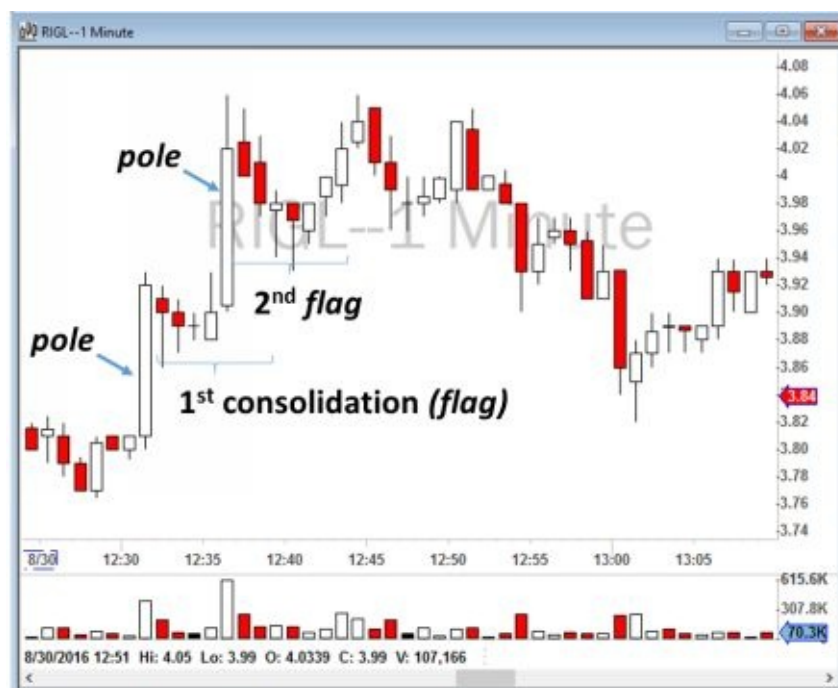 RIGL--1 Minute
4.08
4.06
4.04
4.02
4
3.98
3.96
3.94
3.92
3.90
3.88
3.86
3.84
3.82
3.80
3.78
3.76
3.74
pole
RIGL--1 Minute
2nd flag
pole
1st consolidation (flag)
8/30 12:30 12:35 12:40 12:45 12:50 12:55 13:00 13:05
615.6K
307.8K
70.3K
8/30/2016 12:51 Hi: 4.05 Lo: 3.99 O: 4.0339 C: 3.99 V: 107,166